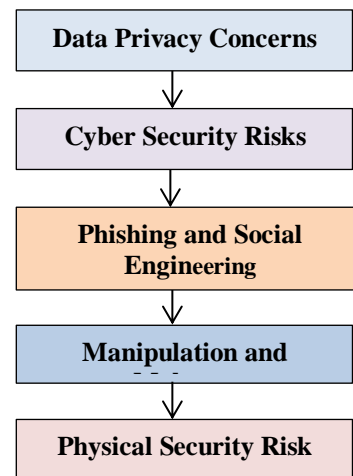 Data Privacy Concerns
Cyber Security Risks
Phishing and Social
Engineering
Manipulation and
Physical Security Risk